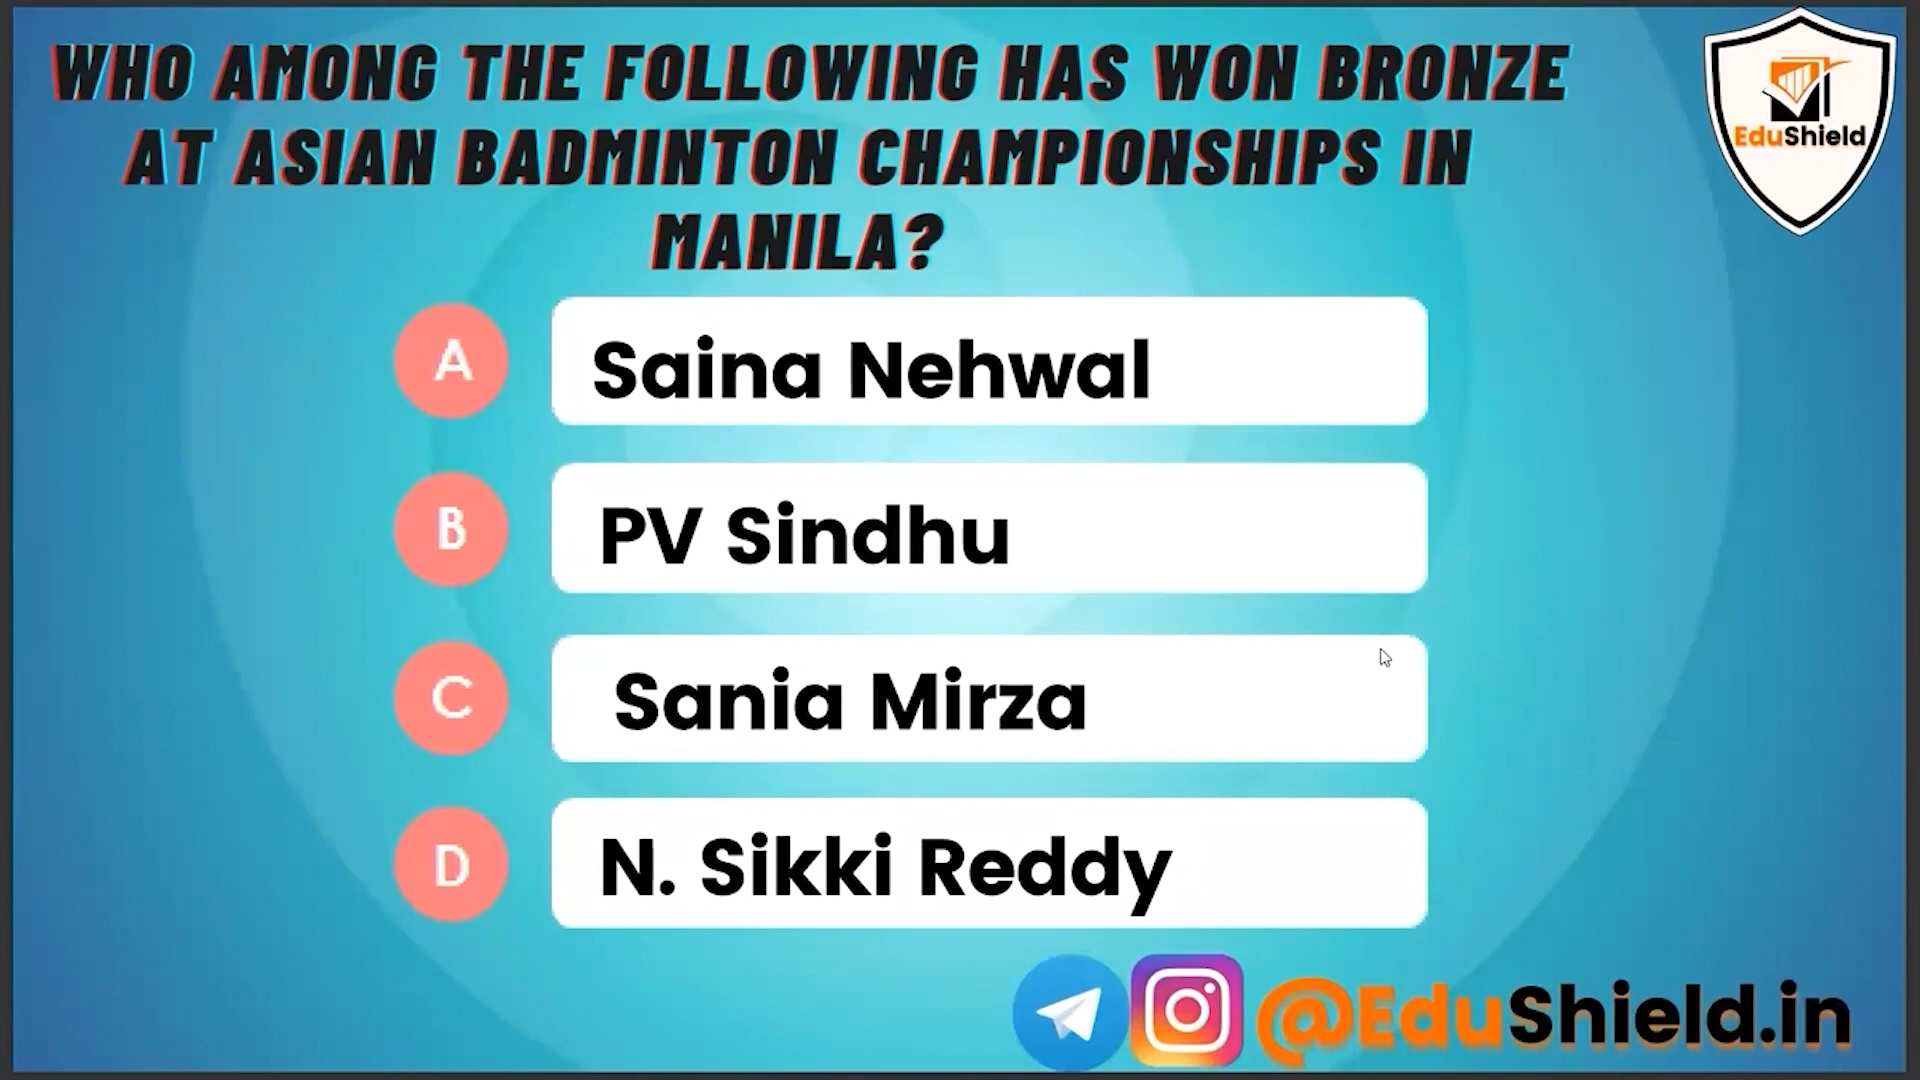 WHO AMONG THE FOLLOWING HAS WON BRONZE
AT ASIAN BADMINTON CHAMPIONSHIPS IN
MANILA?
EduShield
A
Saina Nehwal
B
PV Sindhu
C
Sania Mirza
D
N. Sikki Reddy
@EduShield.in